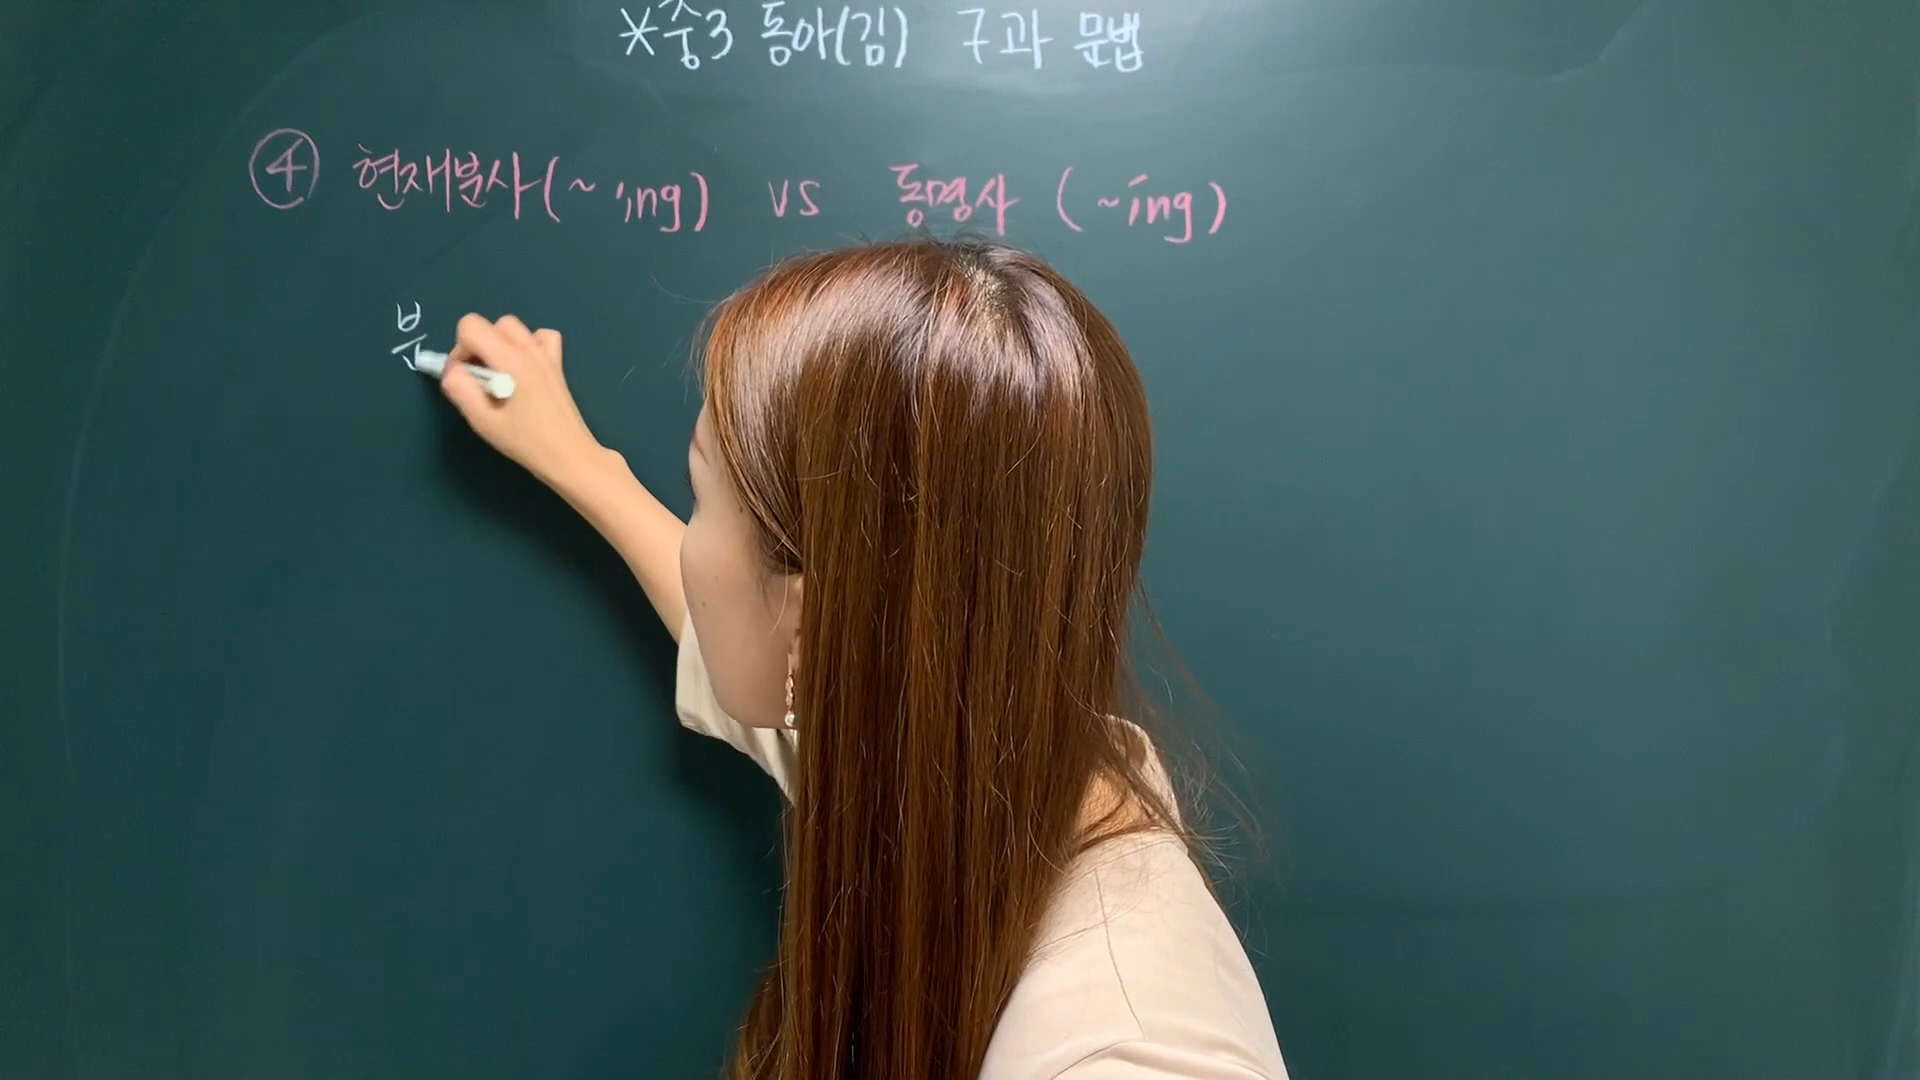 *중3 동아(김) 7과 문법
④ 현재분사(~ing) vs 동명사 (~ing)
분